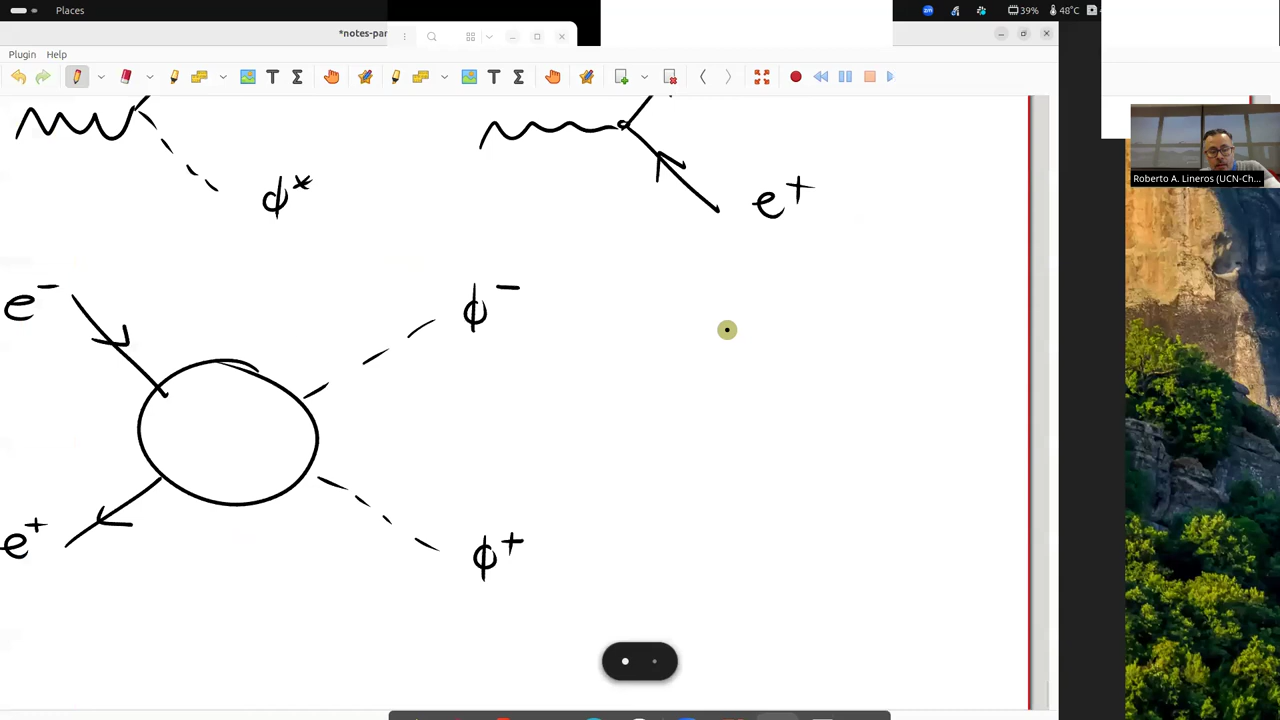 Places
39% 48°C
*notes-par
Plugin Help
ϕ*
e+
e− ϕ−
e+ ϕ+
Roberto A. Lineros (UCN-Ch...